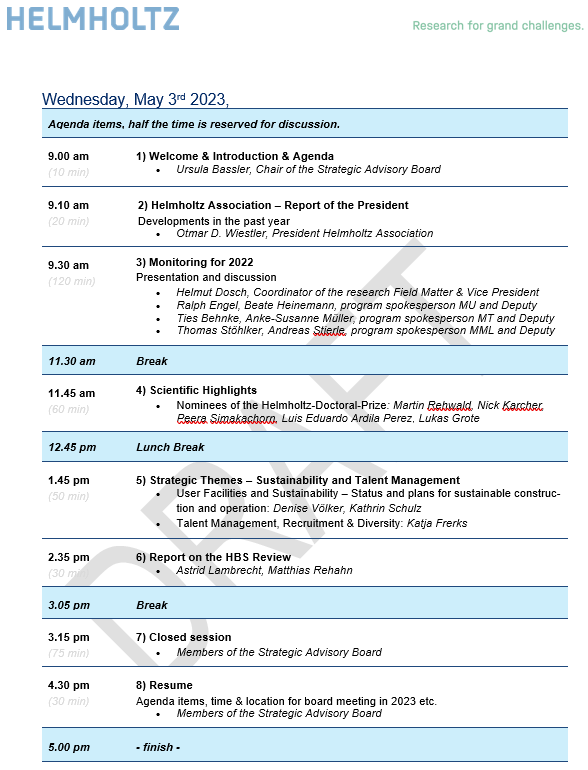 HELMHOLTZ
Research for grand challenges.
Wednesday, May 3rd 2023,
Agenda items, half the time is reserved for discussion.
9.00 am 1) Welcome & Introduction & Agenda
(10 min) • Ursula Bassler, Chair of the Strategic Advisory Board
9.10 am 2) Helmholtz Association – Report of the President
(20 min) Developments in the past year
• Otmar D. Wiestler, President Helmholtz Association
9.30 am 3) Monitoring for 2022
(120 min) Presentation and discussion
• Helmut Dosch, Coordinator of the research Field Matter & Vice President
• Ralph Engel, Beate Heinemann, program spokesperson MU and Deputy
• Ties Behnke, Anke-Susanne Müller, program spokesperson MT and Deputy
• Thomas Stöhlker, Andreas Stierle, program spokesperson MML and Deputy
11.30 am Break
11.45 am 4) Scientific Highlights
(60 min) • Nominees of the Helmholtz-Doctoral-Prize: Martin Rehwald, Nick Karcher,
Peera Simakachorn, Luis Eduardo Ardila Perez, Lukas Grote
12.45 pm Lunch Break
1.45 pm 5) Strategic Themes – Sustainability and Talent Management
(50 min) • User Facilities and Sustainability – Status and plans for sustainable construc-
tion and operation: Denise Völker, Kathrin Schulz
• Talent Management, Recruitment & Diversity: Katja Frerks
2.35 pm 6) Report on the HBS Review
(30 min) • Astrid Lambrecht, Matthias Rehahn
3.05 pm Break
3.15 pm 7) Closed session
(75 min) • Members of the Strategic Advisory Board
4.30 pm 8) Resume
(30 min) Agenda items, time & location for board meeting in 2023 etc.
• Members of the Strategic Advisory Board
5.00 pm - finish -
DRAFT